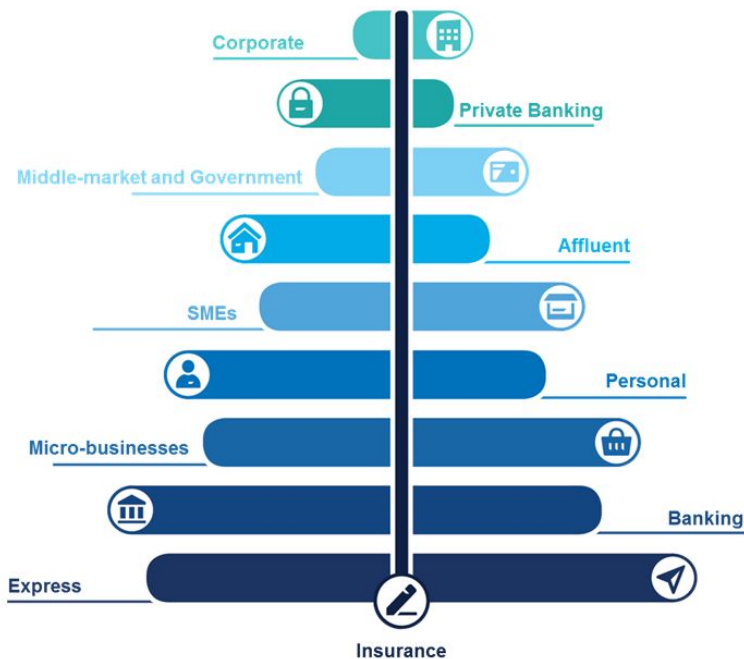 Corporate
Private Banking
Middle-market and Government
Affluent
SMEs
Personal
Micro-businesses
Banking
Express
Insurance